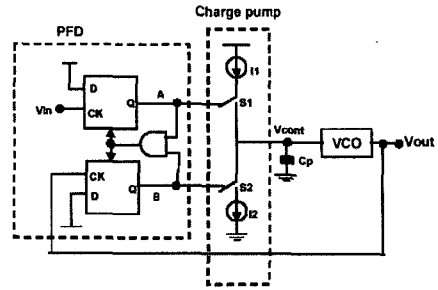 Charge pump
PFD
I1
D
A
S1
Q
Vin
CK
Vcont
VCO
Vout
Cp
CK
Q
S2
D
B
I2